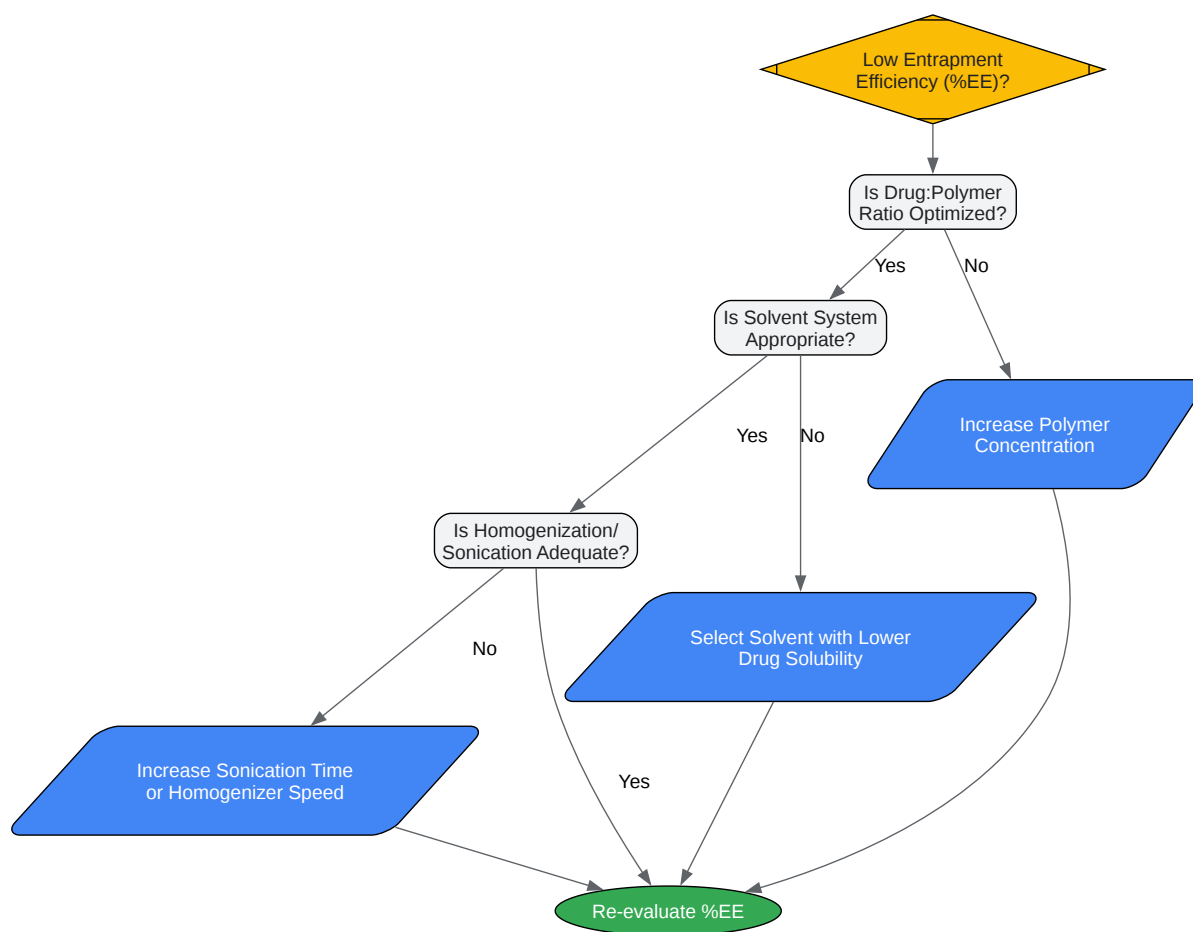 Low Entrapment
Efficiency (%EE)?
Is Drug:Polymer
Ratio Optimized?
Yes
No
Is Solvent System
Appropriate?
Increase Polymer
Concentration
Yes
No
Is Homogenization/
Sonication Adequate?
Select Solvent with Lower
Drug Solubility
No
Increase Sonication Time
or Homogenizer Speed
Yes
Re-evaluate %EE